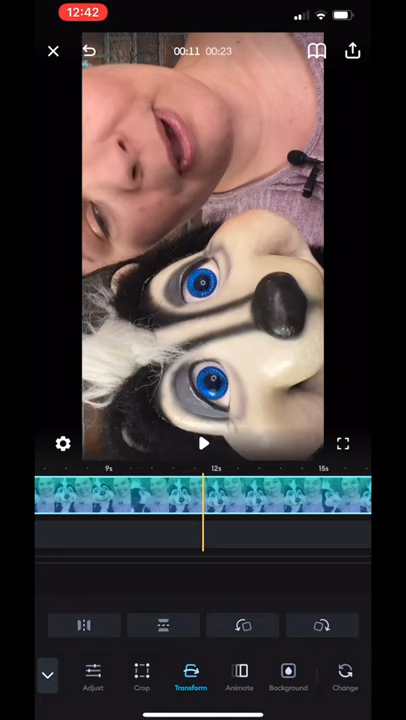 12:42
00:11 00:23
9s 12s 15s
Adjust Crop Transform Animate Background Change